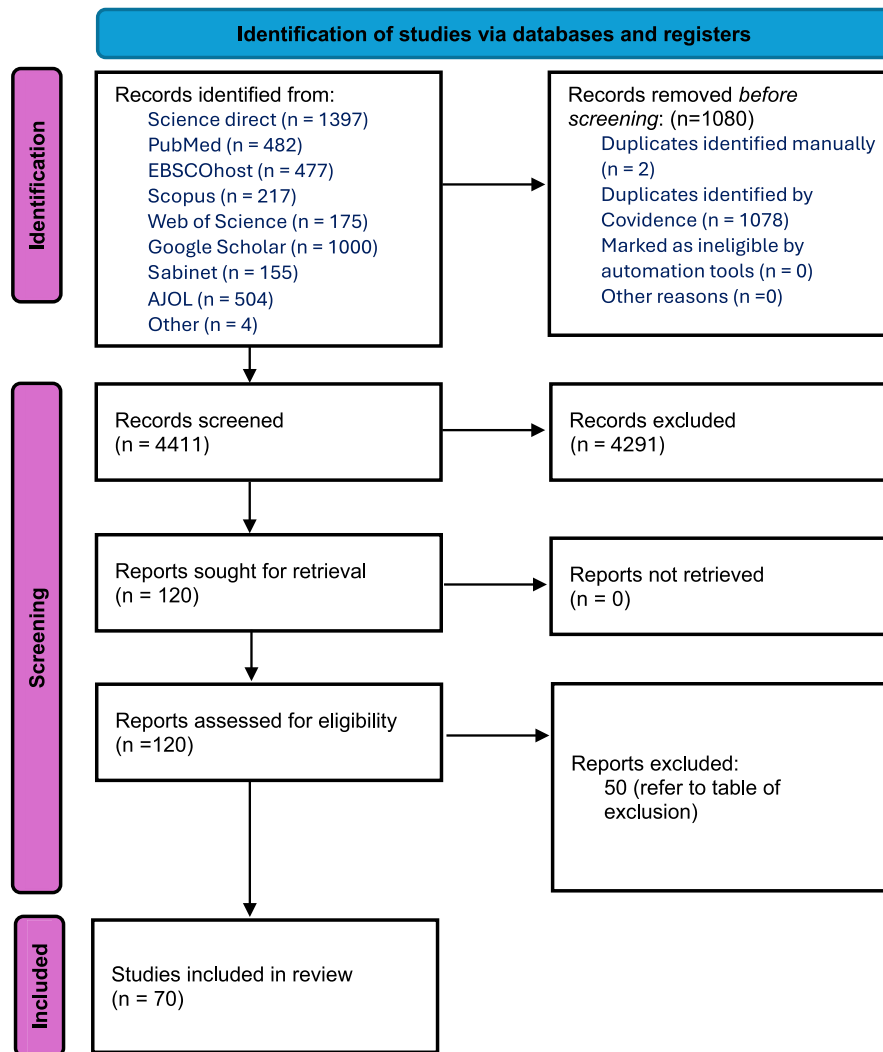 Identification of studies via databases and registers
Identification
Records identified from:
Science direct (n = 1397)
PubMed (n = 482)
EBSCOhost (n = 477)
Scopus (n = 217)
Web of Science (n = 175)
Google Scholar (n = 1000)
Sabinet (n = 155)
AJOL (n = 504)
Other (n = 4)
Records removed before
screening: (n=1080)
Duplicates identified manually
(n = 2)
Duplicates identified by
Covidence (n = 1078)
Marked as ineligible by
automation tools (n = 0)
Other reasons (n =0)
Screening
Records screened
(n = 4411)
Records excluded
(n = 4291)
Reports sought for retrieval
(n = 120)
Reports not retrieved
(n = 0)
Reports assessed for eligibility
(n =120)
Reports excluded:
50 (refer to table of
exclusion)
Included
Studies included in review
(n = 70)